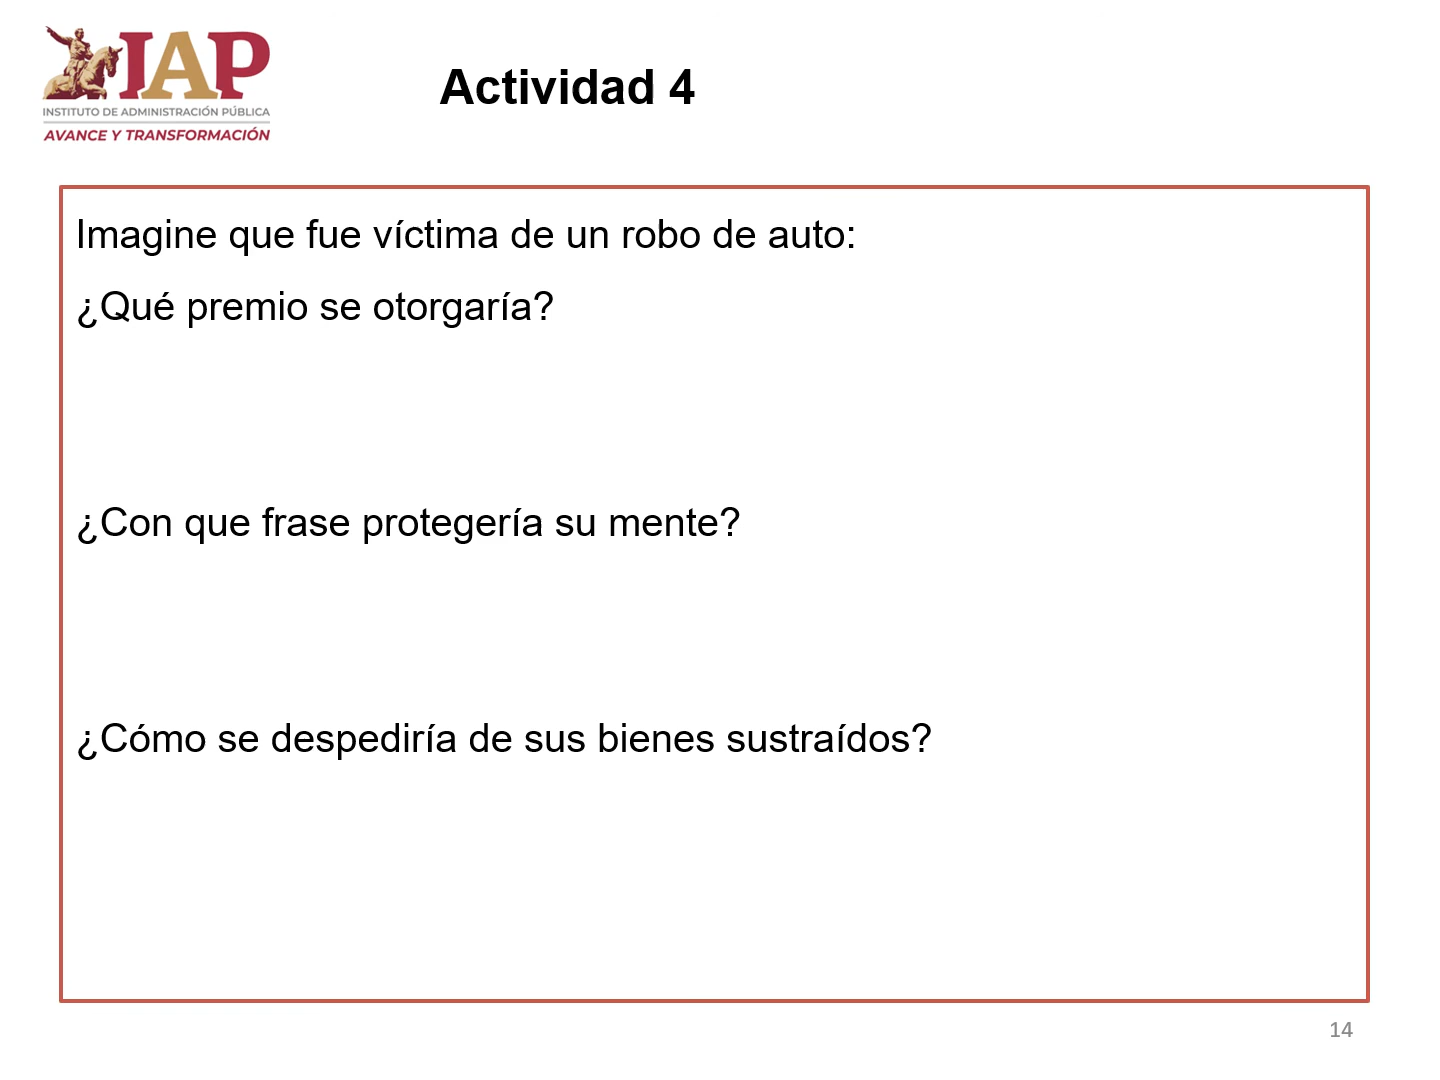 IAP
INSTITUTO DE ADMINISTRACIÓN PÚBLICA
AVANCE Y TRANSFORMACIÓN
Actividad 4
Imagine que fue víctima de un robo de auto:
¿Qué premio se otorgaría?
¿Con que frase protegería su mente?
¿Cómo se despediría de sus bienes sustraídos?
14